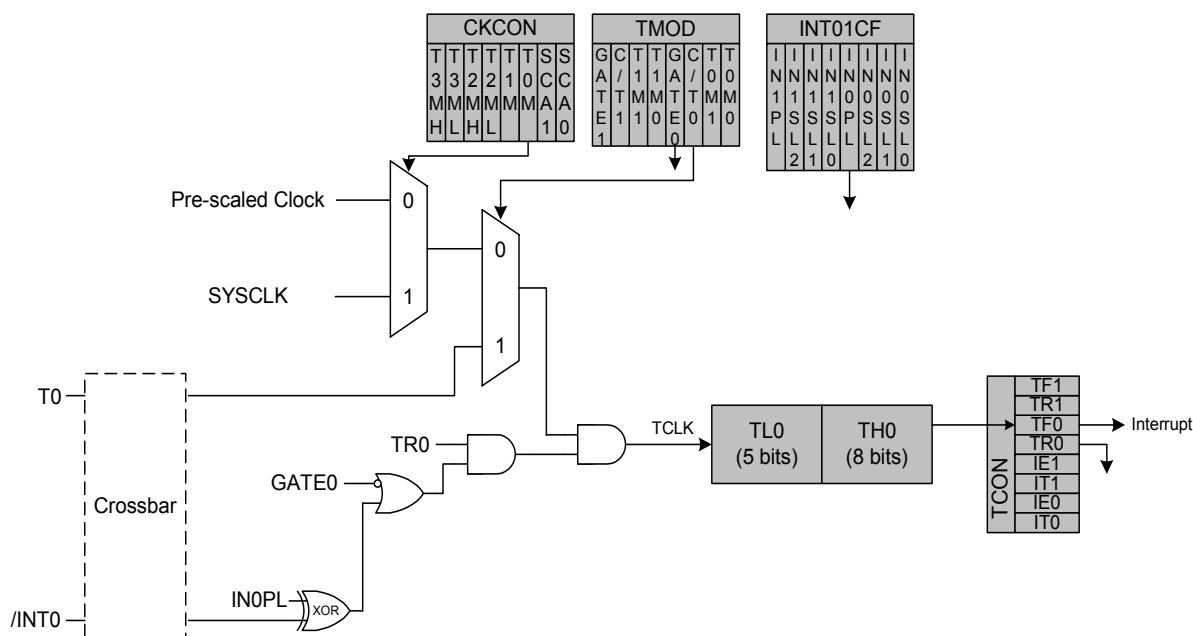 CKCON
T3MH T3ML T2MH T2ML T1M T0M SCA1 SCA0
TMOD
GATE1 C/T1 T1M1 T1M0 GATE0 C/T0 T0M1 T0M0
INT01CF
IN1PL IN1SL2 IN1SL1 IN1SL0 IN0PL IN0SL2 IN0SL1 IN0SL0
Pre-scaled Clock
0
SYSCLK
1
0
1
T0
Crossbar
/INT0
TR0
GATE0
IN0PL
XOR
TCLK
TL0
(5 bits)
TH0
(8 bits)
TCON
TF1
TR1
TF0
TR0
IE1
IT1
IE0
IT0
Interrupt